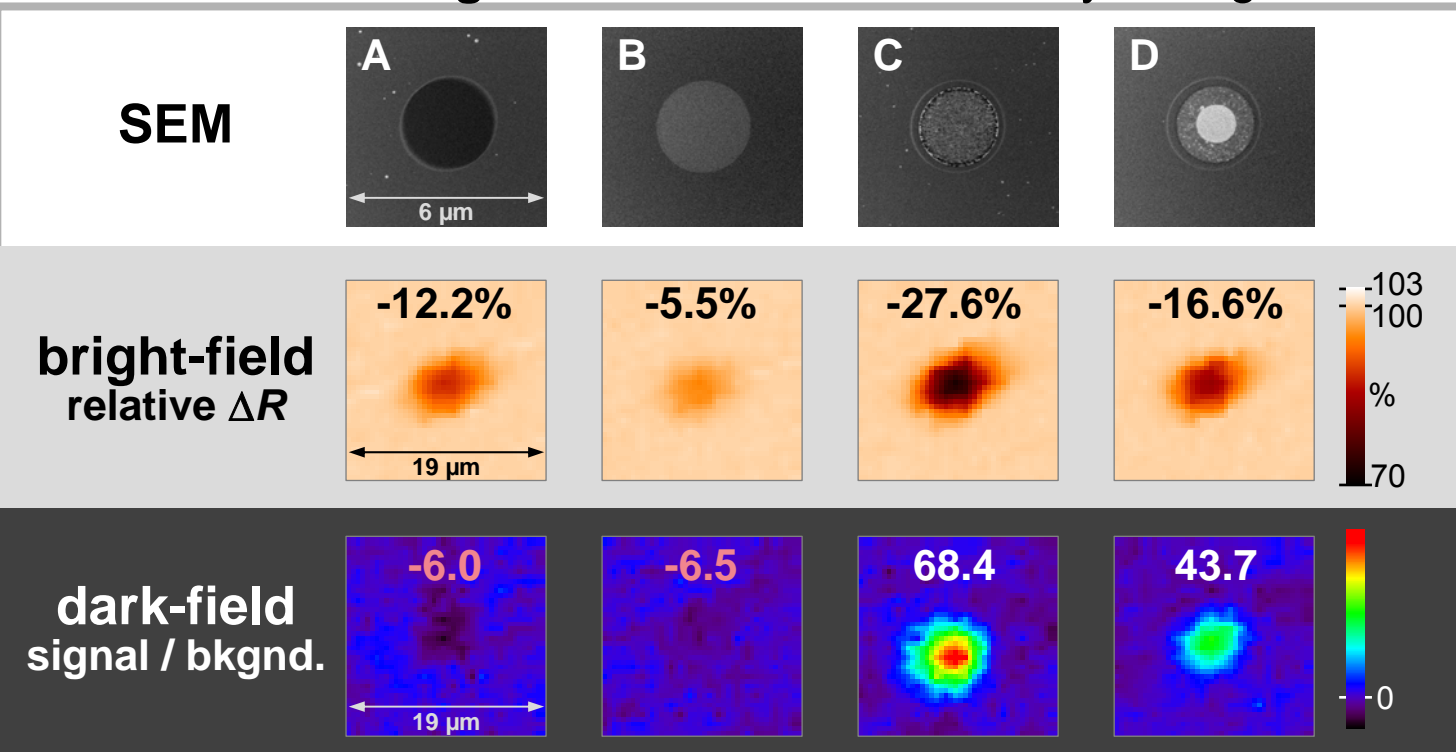 A B C D
SEM
6 µm
-12.2% -5.5% -27.6% -16.6%
103
100
bright-field
relative ΔR
%
19 µm
70
-6.0 -6.5 68.4 43.7
dark-field
signal / bkgnd.
0
19 µm